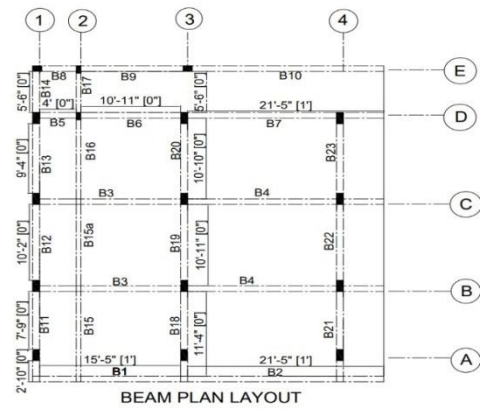 1 2 3 4
B8 B9 B10 E
5'-6" [0"] B14 B17 5'-6" [0"]
4' [0"] 10'-11" [0"] 21'-5" [1']
B5 B6 B7 D
9'-4" [0"] B13 B16 B20 10'-10" [0"] B23
B3 B4 C
10'-2" [0"] B12 B15a B19 10'-11" [0"] B22
B3 B4 B
7'-9" [0"] B11 B15 B18 11'-4" [0"] B21
2'-10" [0"] 15'-5" [1'] 21'-5" [1'] A
B1 B2
BEAM PLAN LAYOUT